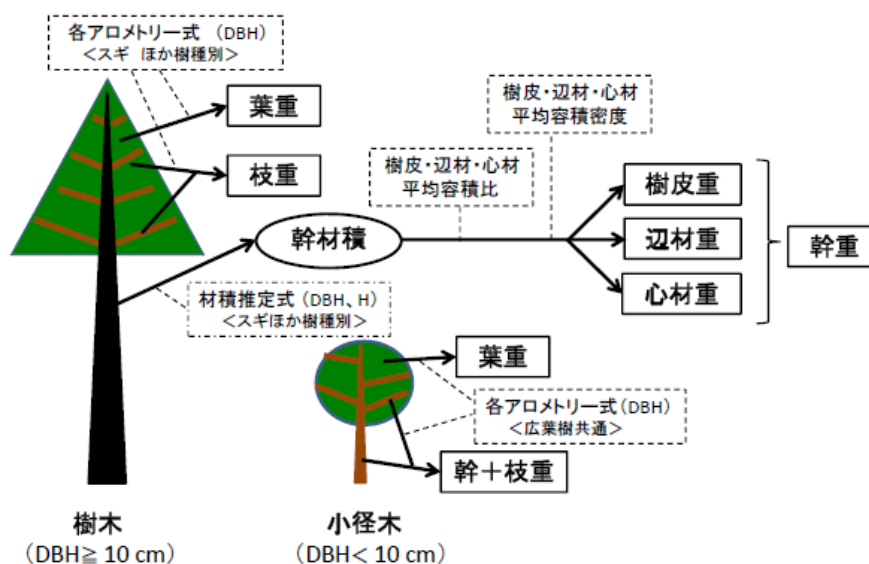 各アロメトリー式 (DBH)
<スギ ほか樹種別>
葉重
枝重
樹皮・辺材・心材
平均容積密度
樹皮・辺材・心材
平均容積比
幹材積
樹皮重
辺材重
心材重
幹重
材積推定式(DBH、H)
<スギほか樹種別>
葉重
各アロメトリー式(DBH)
<広葉樹共通>
幹+枝重
樹木
(DBH≧ 10 cm)
小径木
(DBH< 10 cm)